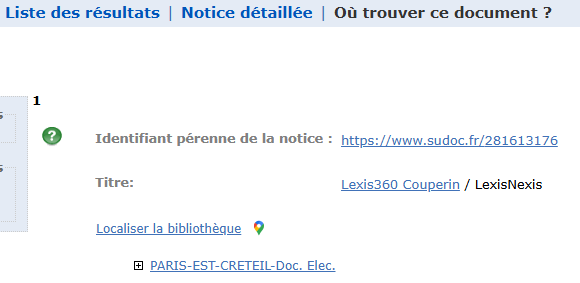 Liste des résultats | Notice détaillée | Où trouver ce document ?
1
s
?
Identifiant pérenne de la notice : https://www.sudoc.fr/281613176
s
Titre: Lexis360 Couperin / LexisNexis
Localiser la bibliothèque
PARIS-EST-CRETEIL-Doc. Elec.